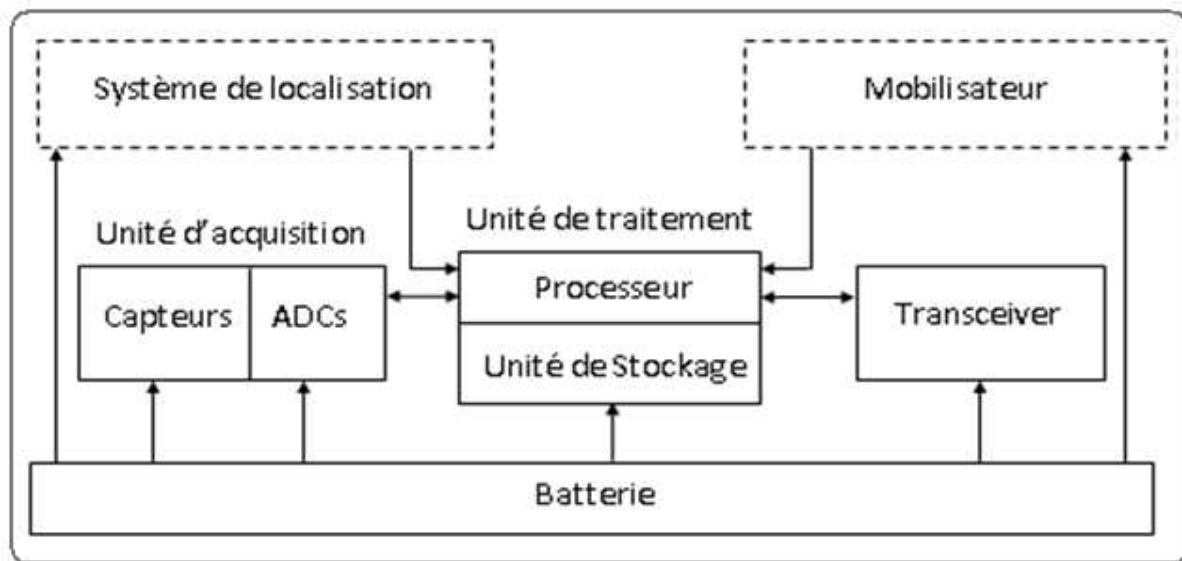 Système de localisation
Mobilisateur
Unité d'acquisition
Unité de traitement
Capteurs
ADCs
Processeur
Unité de Stockage
Transceiver
Batterie